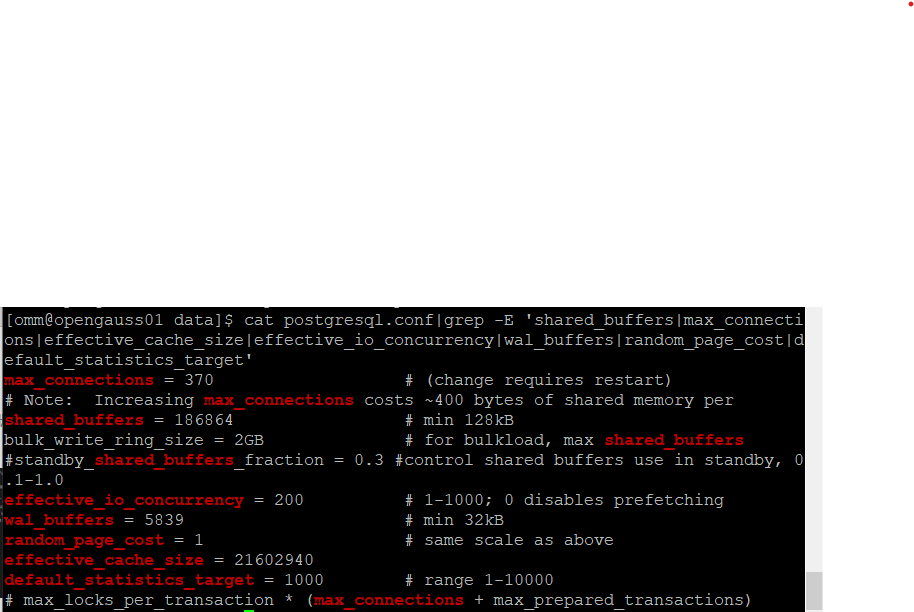 [omm@opengauss01 data]$ cat postgresql.conf|grep -E 'shared_buffers|max_connecti
ons|effective_cache_size|effective_io_concurrency|wal_buffers|random_page_cost|d
efault_statistics_target'
max_connections = 370                   # (change requires restart)
# Note:  Increasing max_connections costs ~400 bytes of shared memory per
shared_buffers = 186864                 # min 128kB
bulk_write_ring_size = 2GB              # for bulkload, max shared_buffers
#standby_shared_buffers_fraction = 0.3 #control shared buffers use in standby, 0
.1-1.0
effective_io_concurrency = 200          # 1-1000; 0 disables prefetching
wal_buffers = 5839                      # min 32kB
random_page_cost = 1                    # same scale as above
effective_cache_size = 21602940
default_statistics_target = 1000        # range 1-10000
# max_locks_per_transaction * (max_connections + max_prepared_transactions)